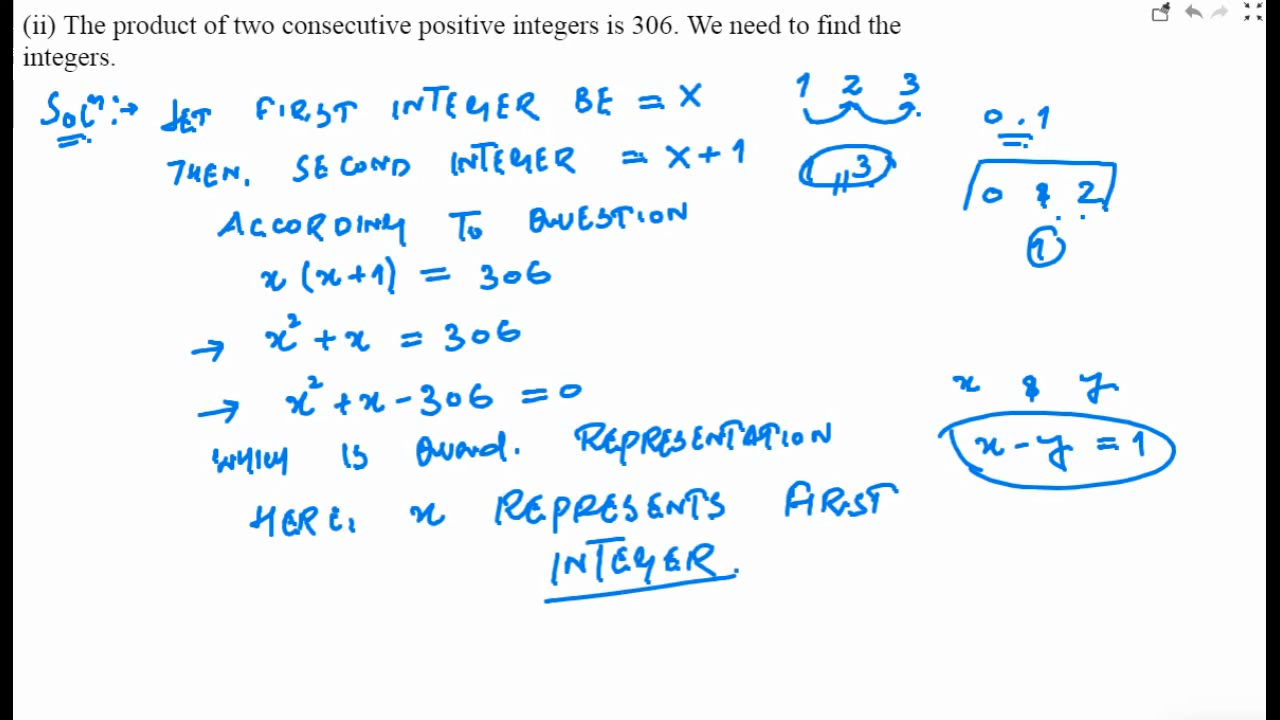 (ii) The product of two consecutive positive integers is 306. We need to find the
integers.
Solⁿ:→ LET FIRST INTEGER BE = X
THEN, SECOND INTEGER = X+1
ACCORDING TO QUESTION
x (x+1) = 306
→ x² + x = 306
→ x² + x - 306 = 0
WHICH IS QUAD. REPRESENTATION
HERE, x REPRESENTS FIRST
INTEGER.
1 2 3
0.1
0 & 2
1
x & y
x - y = 1